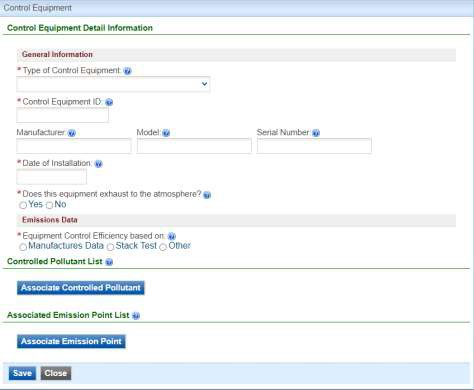 Control Equipment
Control Equipment Detail Information
General Information
*Type of Control Equipment:
*Control Equipment ID:
Manufacturer: Model: Serial Number
*Date of Installation:
*Does this equipment exhaust to the atmosphere?
Yes No
Emissions Data
*Equipment Control Efficiency based on:
Manufactures Data Stack Test Other
Controlled Pollutant List
Associate Controlled Pollutant
Associated Emission Point List
Associate Emission Point
Save Close